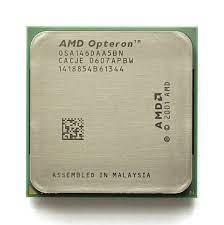 AMD Opteron™
OSA146DAA5BN
CACJE 0607APBW
1418854B61344
ASSEMBLED IN MALAYSIA
AMD
© 2001 AMD